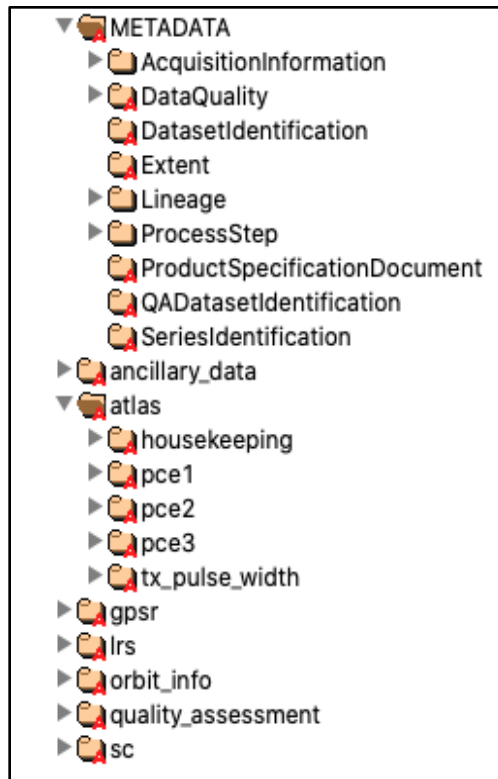 METADATA
AcquisitionInformation
DataQuality
DatasetIdentification
Extent
Lineage
ProcessStep
ProductSpecificationDocument
QADatasetIdentification
SeriesIdentification
ancillary_data
atlas
housekeeping
pce1
pce2
pce3
tx_pulse_width
gpsr
lrs
orbit_info
quality_assessment
sc